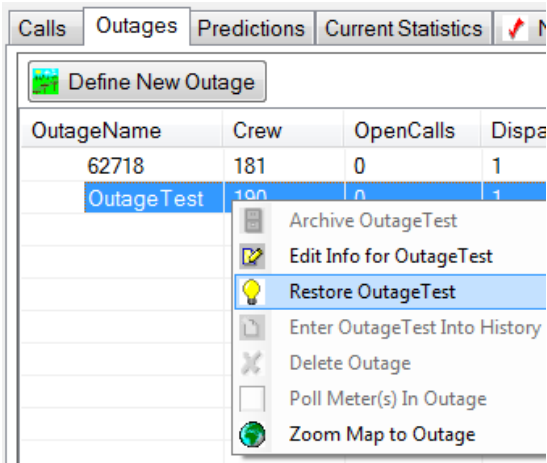 Calls Outages Predictions Current Statistics
Define New Outage
OutageName Crew OpenCalls
62718 181 0 1
OutageTest 190 0 1
Archive OutageTest
Edit Info for OutageTest
Restore OutageTest
Enter OutageTest Into History
Delete Outage
Poll Meter(s) In Outage
Zoom Map to Outage